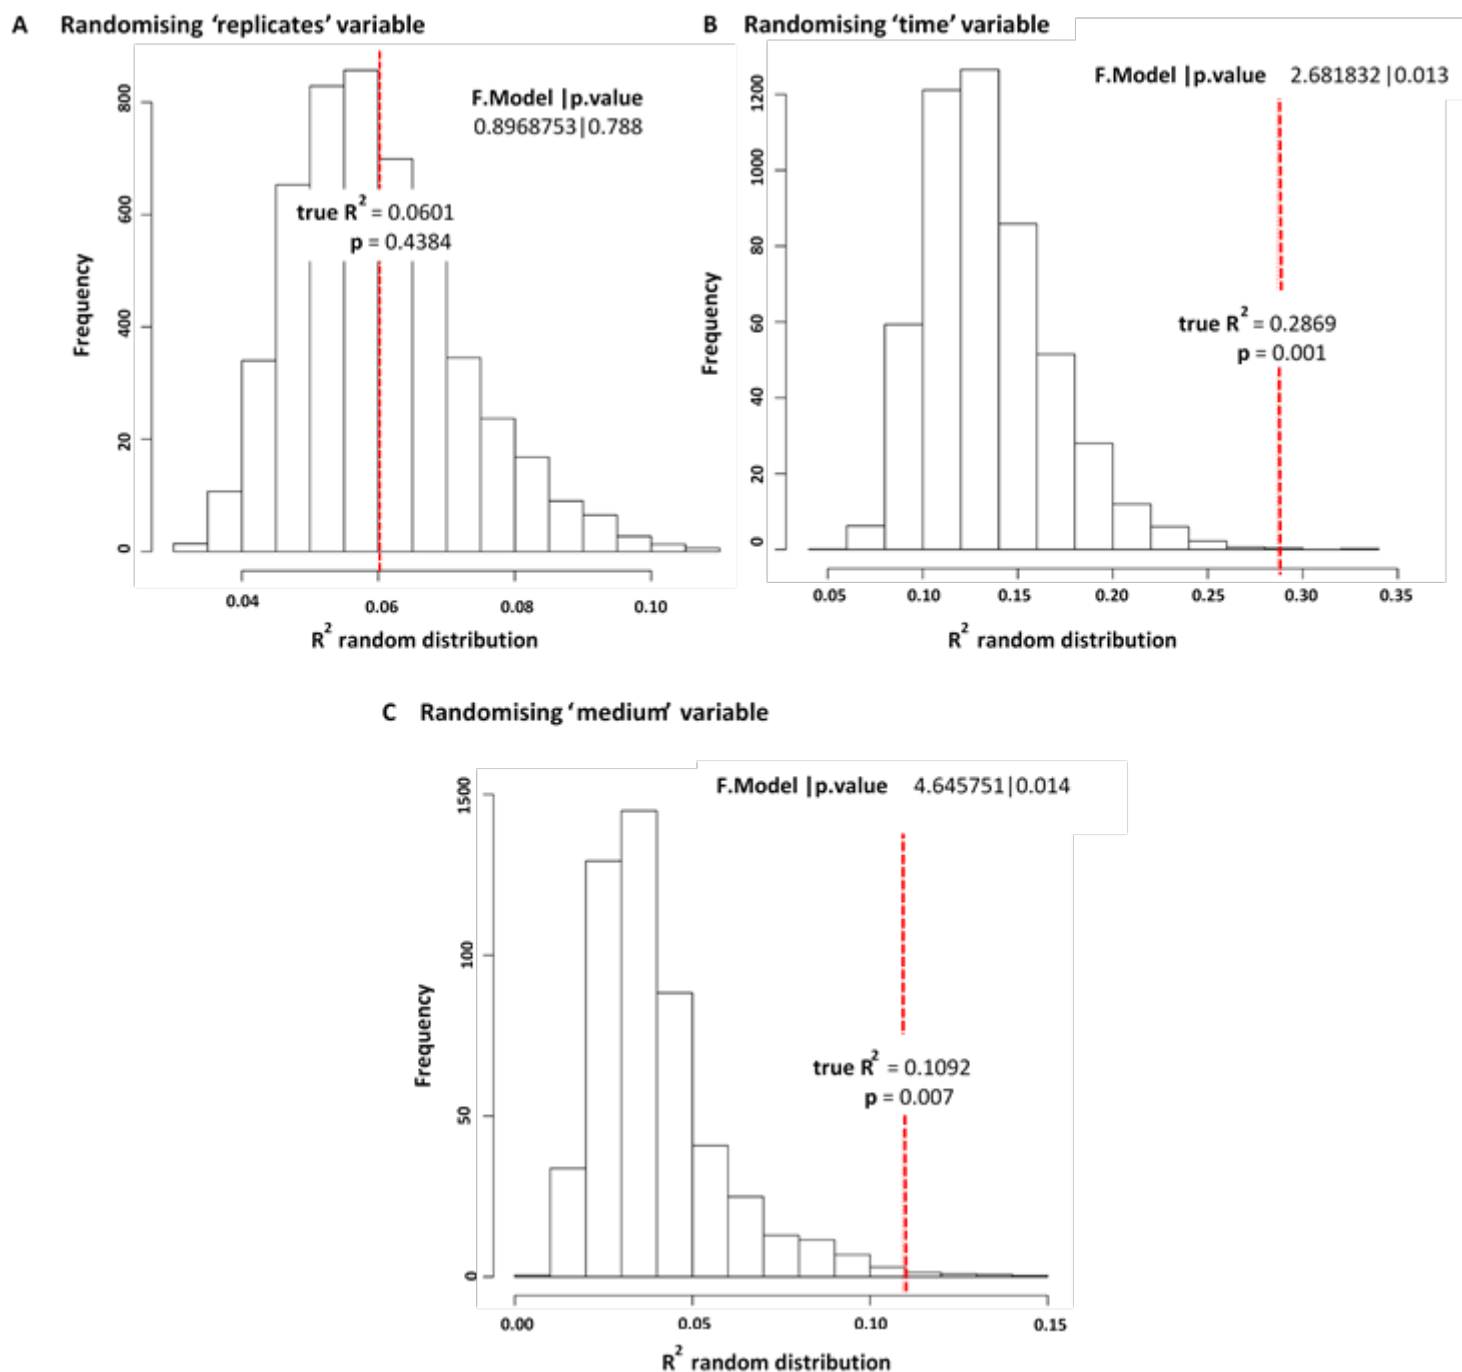 A Randomising ‘replicates’ variable
F.Model |p.value
0.8968753|0.788
true R² = 0.0601
p = 0.4384
Frequency
800
600
400
20
0
0.04 0.06 0.08 0.10
R² random distribution
B Randomising ‘time’ variable
F.Model |p.value 2.681832|0.013
true R² = 0.2869
p = 0.001
Frequency
1200
1000
80
60
40
20
0
0.05 0.10 0.15 0.20 0.25 0.30 0.35
R² random distribution
C Randomising ‘medium’ variable
F.Model |p.value 4.645751|0.014
true R² = 0.1092
p = 0.007
Frequency
1500
100
50
0
0.00 0.05 0.10 0.15
R² random distribution